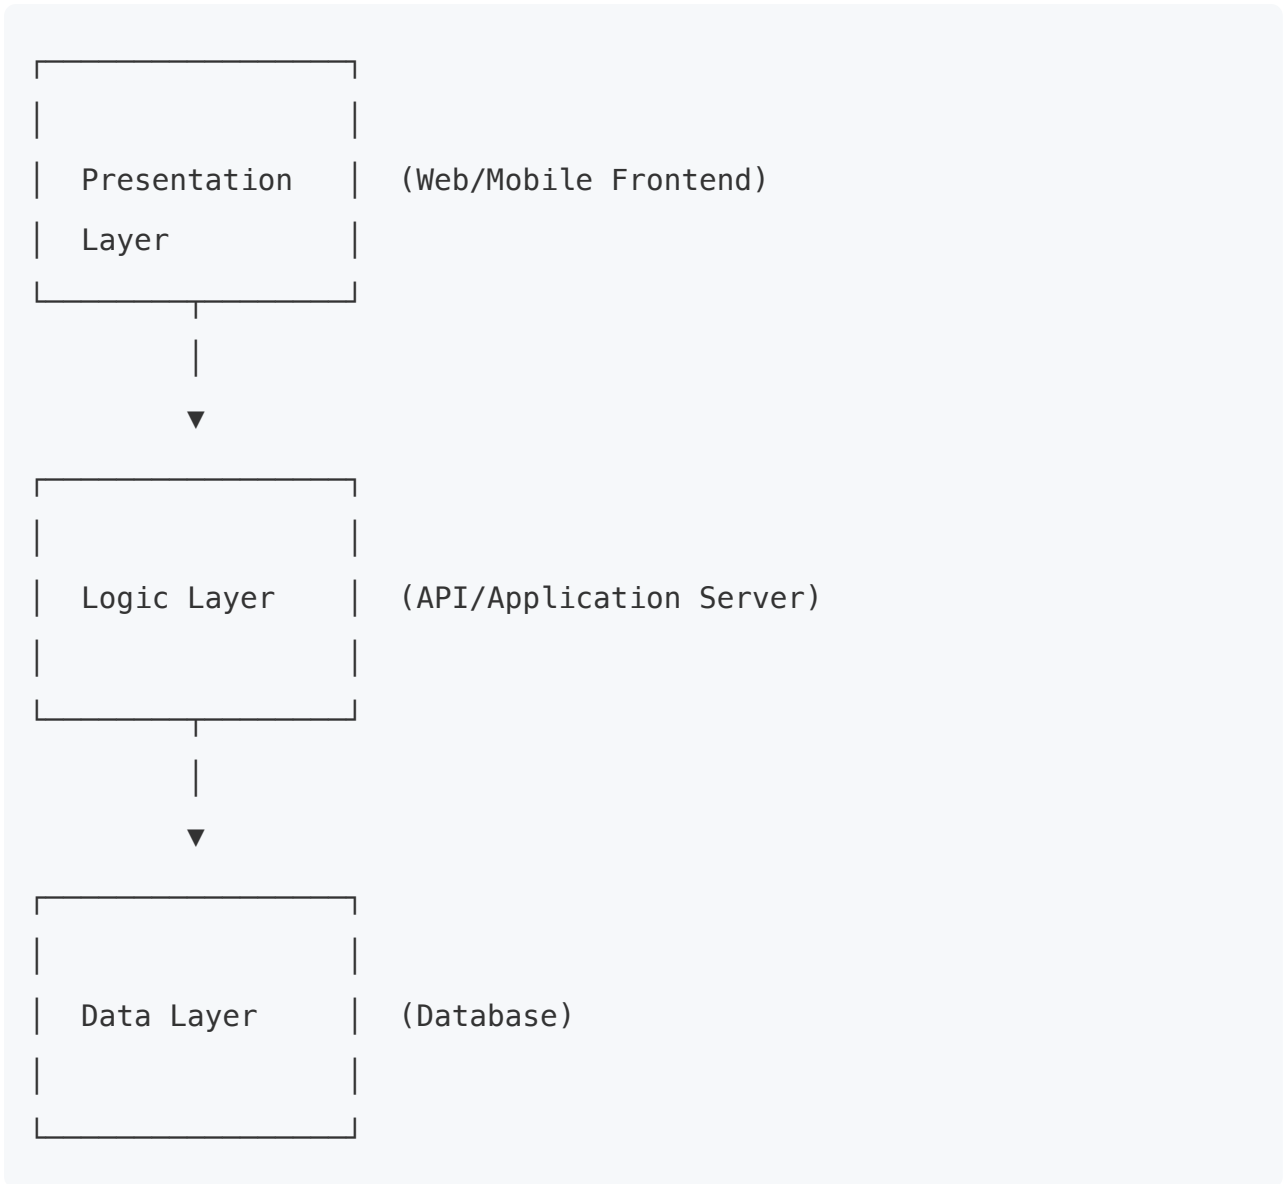 Presentation (Web/Mobile Frontend)
Layer
Logic Layer (API/Application Server)
Data Layer (Database)